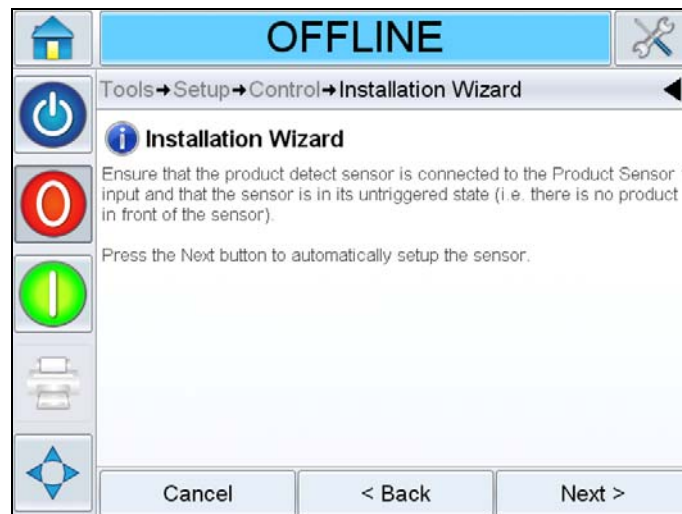 OFFLINE
Tools→Setup→Control→Installation Wizard
Installation Wizard
Ensure that the product detect sensor is connected to the Product Sensor
input and that the sensor is in its untriggered state (i.e. there is no product
in front of the sensor).
Press the Next button to automatically setup the sensor.
Cancel
< Back
Next >